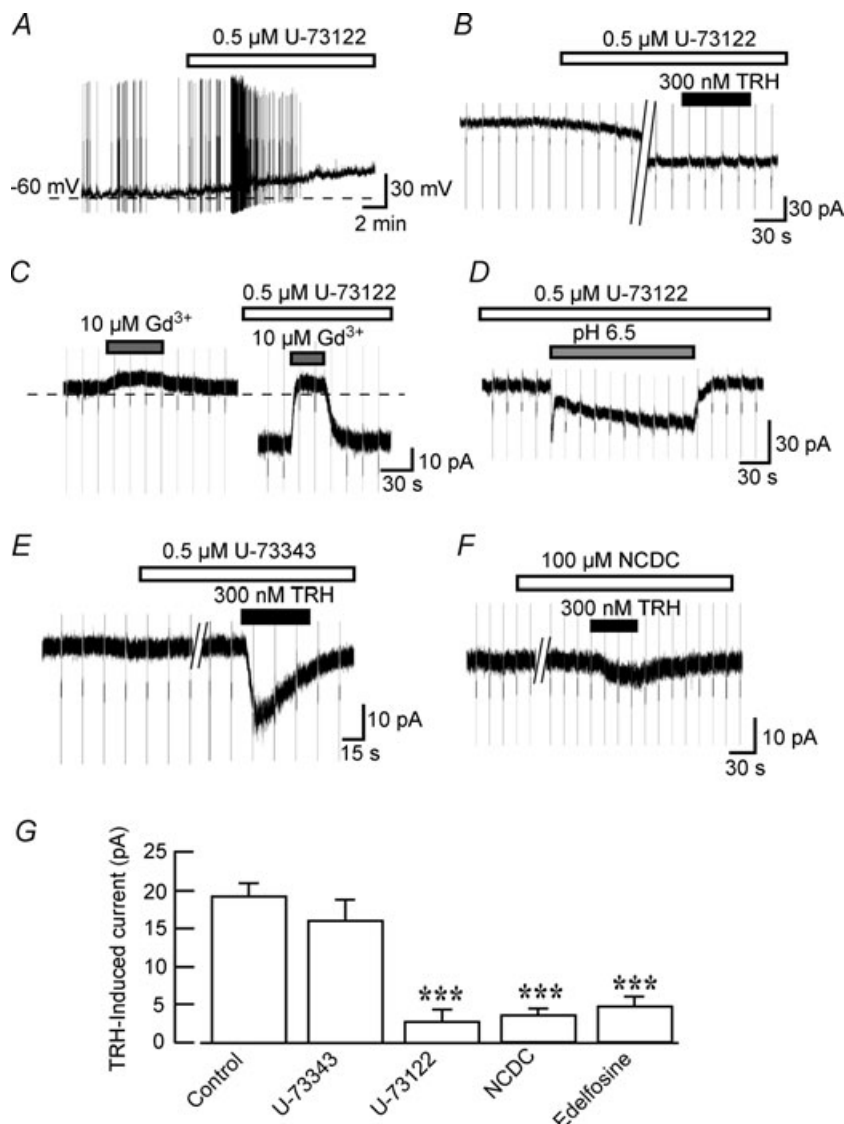 A
0.5 µM U-73122
-60 mV
30 mV
2 min
B
0.5 µM U-73122
300 nM TRH
30 pA
30 s
C
10 µM Gd³⁺
0.5 µM U-73122
10 µM Gd³⁺
10 pA
30 s
D
0.5 µM U-73122
pH 6.5
30 pA
30 s
E
0.5 µM U-73343
300 nM TRH
10 pA
15 s
F
100 µM NCDC
300 nM TRH
10 pA
30 s
G
TRH-Induced current (pA)
25
20
15
10
5
0
***
***
***
Control
U-73343
U-73122
NCDC
Edelfosine